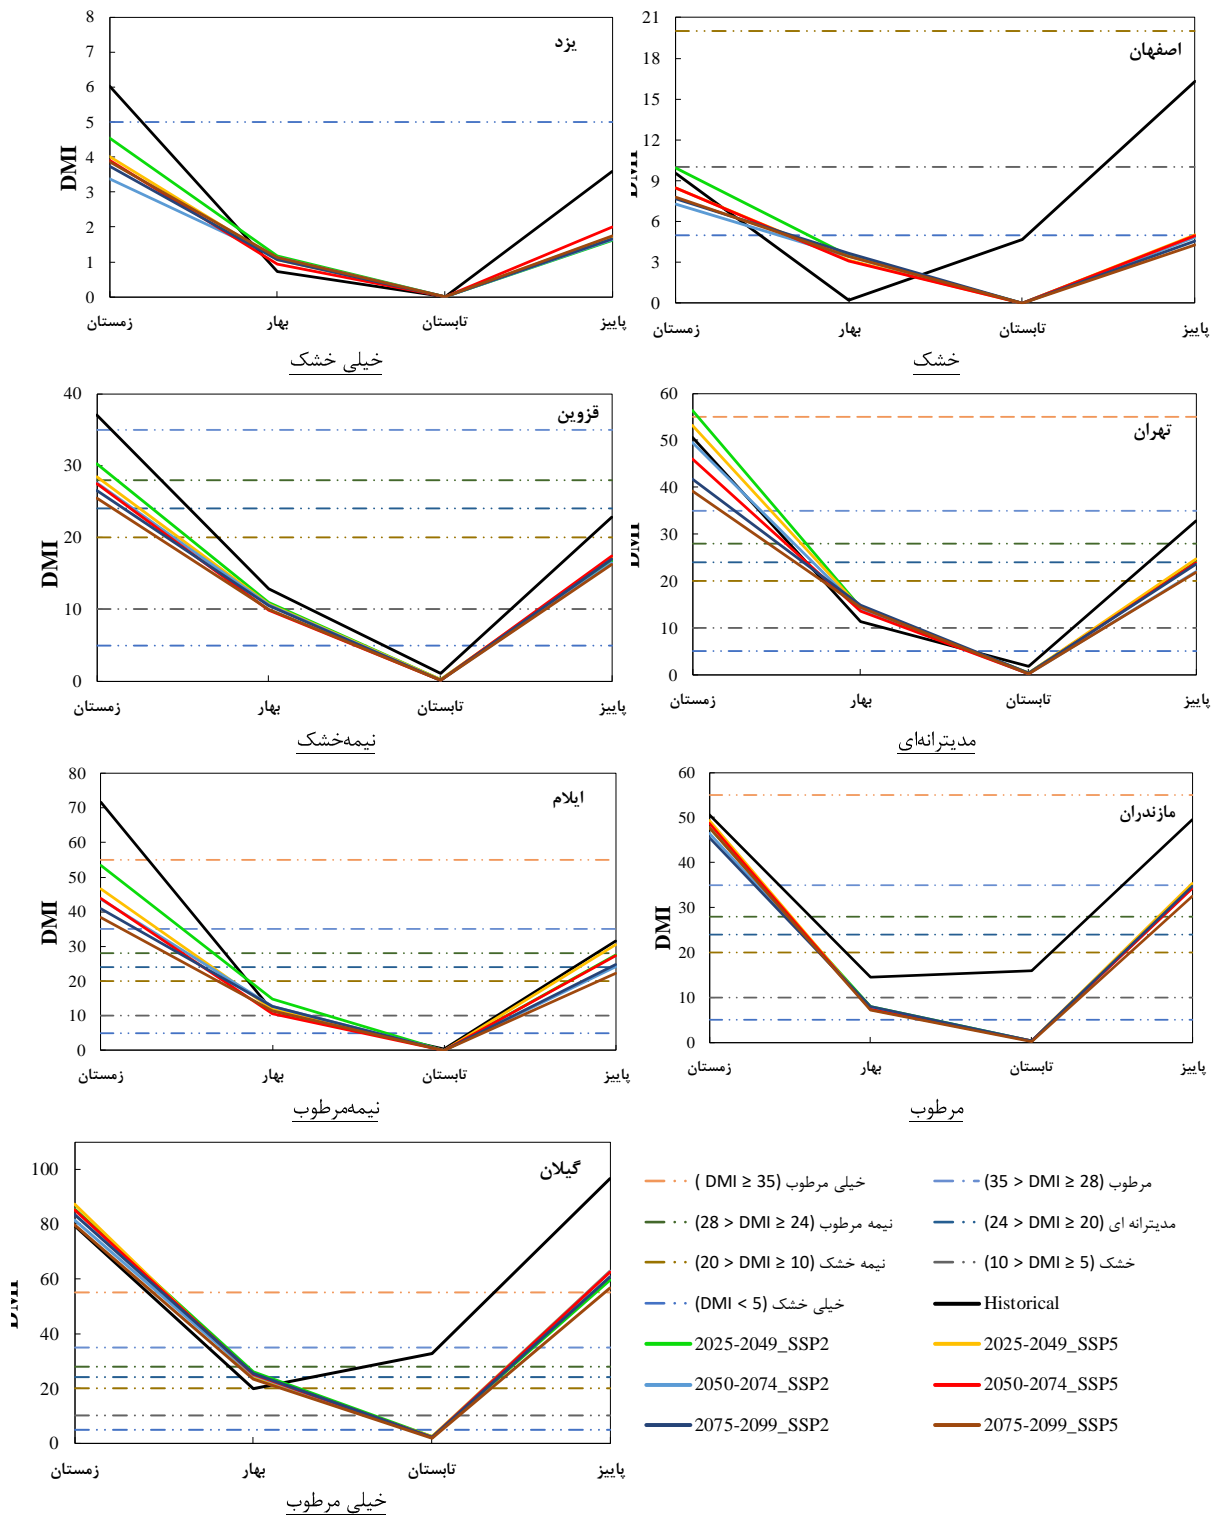 یزد
DMI
8
7
6
5
4
3
2
1
0
زمستان بهار تابستان پاییز
خیلی خشک
اصفهان
DMI
21
18
15
12
9
6
3
0
زمستان بهار تابستان پاییز
خشک
قزوین
DMI
40
30
20
10
0
زمستان بهار تابستان پاییز
نیمه‌خشک
تهران
DMI
60
50
40
30
20
10
0
زمستان بهار تابستان پاییز
مدیترانه‌ای
ایلام
DMI
80
70
60
50
40
30
20
10
0
زمستان بهار تابستان پاییز
نیمه‌مرطوب
مازندران
DMI
60
50
40
30
20
10
0
زمستان بهار تابستان پاییز
مرطوب
گیلان
DMI
100
80
60
40
20
0
زمستان بهار تابستان پاییز
خیلی مرطوب
خیلی مرطوب (DMI ≥ 35 )
مرطوب (35 > DMI ≥ 28)
نیمه مرطوب (28 > DMI ≥ 24)
مدیترانه ای (24 > DMI ≥ 20)
نیمه خشک (20 > DMI ≥ 10)
خشک (10 > DMI ≥ 5)
خیلی خشک (DMI < 5)
Historical
2025-2049_SSP2
2025-2049_SSP5
2050-2074_SSP2
2050-2074_SSP5
2075-2099_SSP2
2075-2099_SSP5